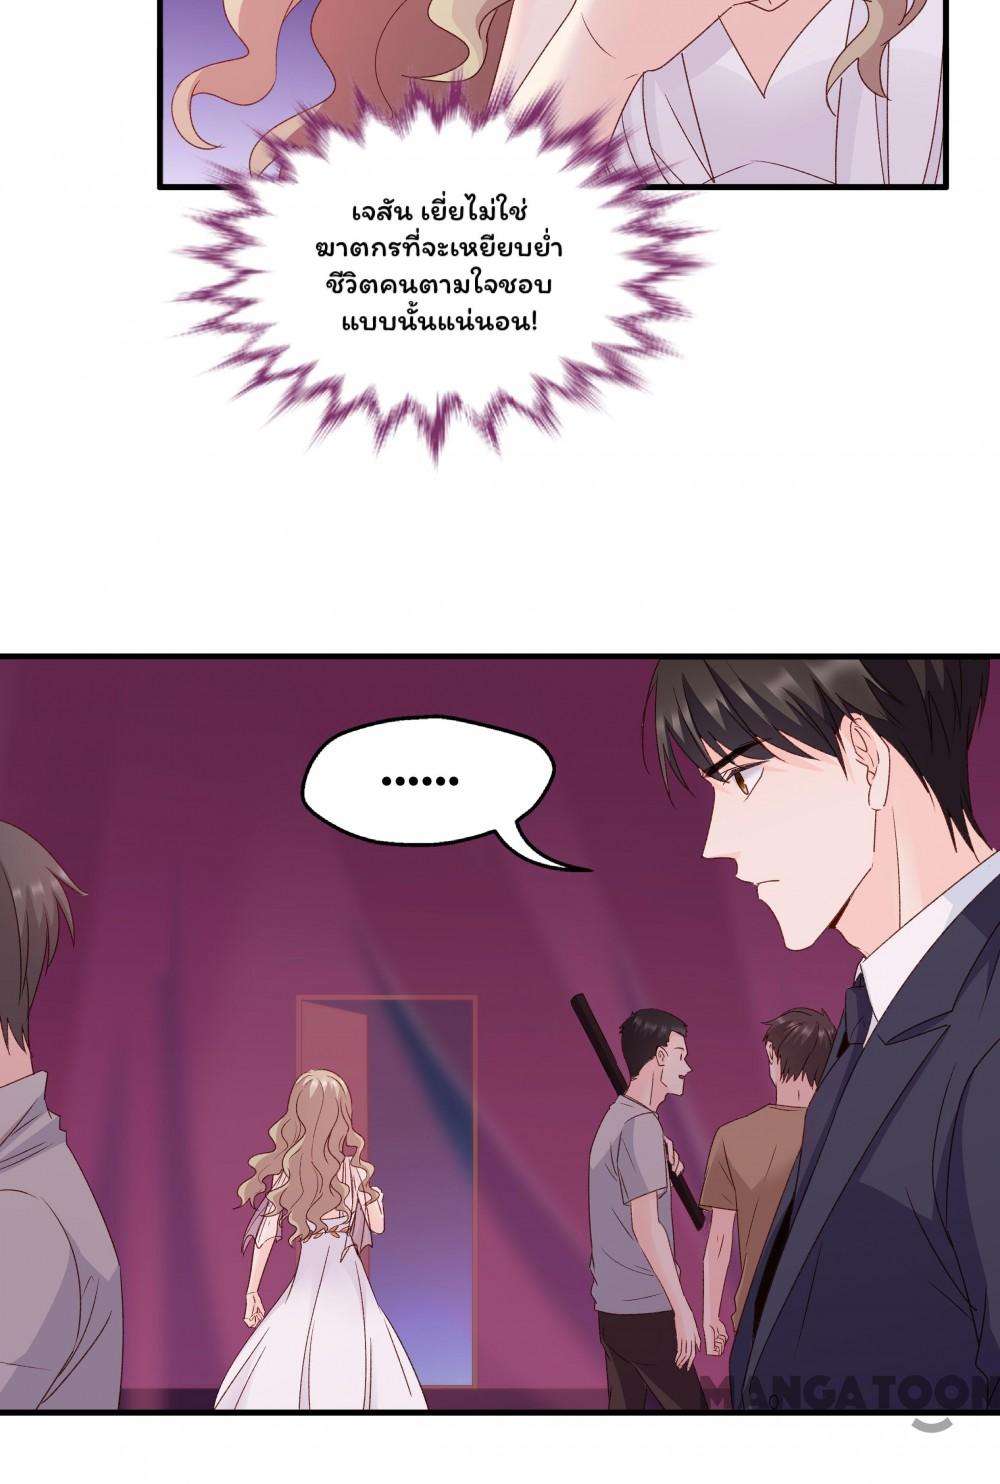 เจสัน เยี่ยไม่ใช่
ฆาตกรที่จะเหยียบย่ำ
ชีวิตคนตามใจชอบ
แบบนั้นแน่นอน!
••••••
MANGATOON